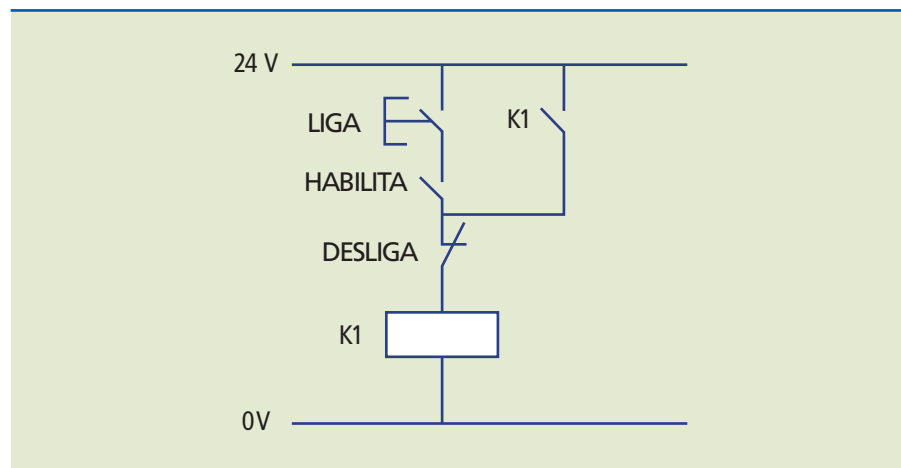 24 V
LIGA
K1
HABILITA
DESLIGA
K1
0V